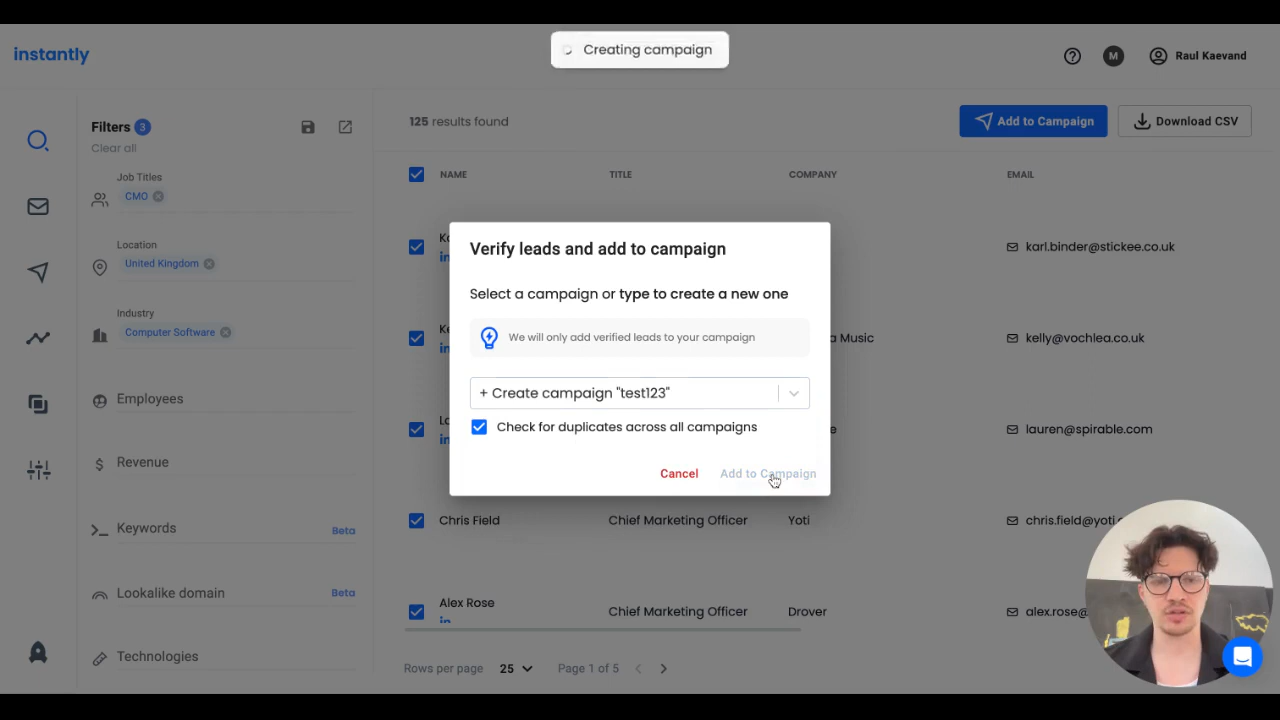 Creating campaign
instantly
M
Raul Kaevand
Filters 3
Clear all
125 results found
Add to Campaign
Download CSV
Job Titles
CMO
NAME
TITLE
COMPANY
EMAIL
Location
United Kingdom
karl.binder@stickee.co.uk
Verify leads and add to campaign
Select a campaign or type to create a new one
Industry
Computer Software
We will only add verified leads to your campaign
Music
kelly@vochlea.co.uk
+ Create campaign "test123"
Employees
Check for duplicates across all campaigns
lauren@spirable.com
Revenue
Cancel
Add to Campaign
Keywords
Beta
Chris Field
Chief Marketing Officer
Yoti
chris.field@yoti.
Lookalike domain
Beta
Alex Rose
in
Chief Marketing Officer
Drover
alex.rose@
Technologies
Rows per page
25
Page 1 of 5